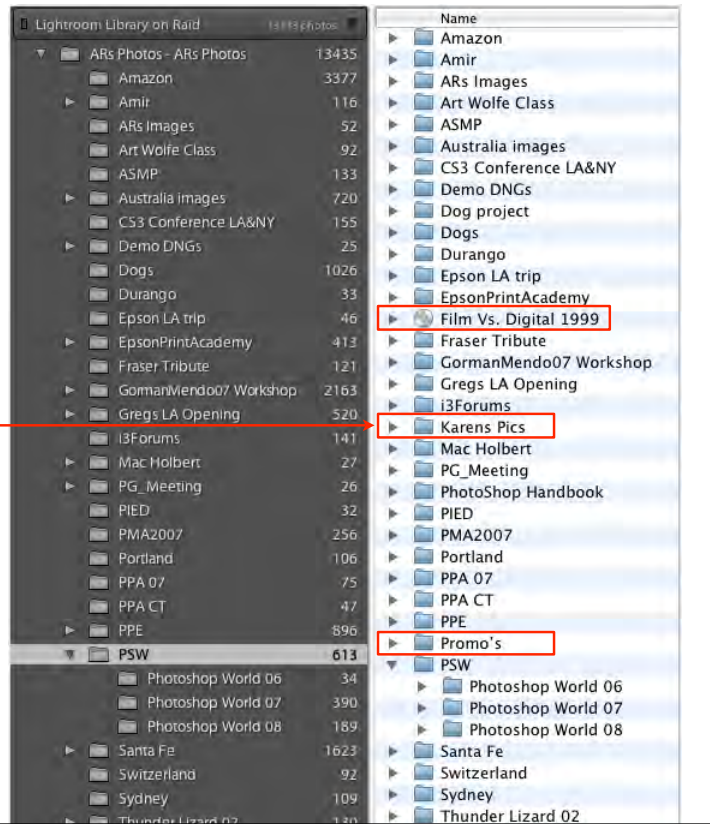 Lightroom Library on Raid 13435 photos
ARs Photos - ARs Photos 13435
Amazon 3377
Amir 116
ARs Images 52
Art Wolfe Class 92
ASMP 133
Australia images 720
CS3 Conference LA&NY 155
Demo DNGs 25
Dogs 1026
Durango 33
Epson LA trip 46
EpsonPrintAcademy 413
Fraser Tribute 121
GormanMendo07 Workshop 2163
Gregs LA Opening 520
i3Forums 141
Mac Holbert 27
PG_Meeting 26
PIED 32
PMA2007 256
Portland 106
PPA 07 75
PPA CT 47
PPE 896
PSW 613
Photoshop World 06 34
Photoshop World 07 390
Photoshop World 08 189
Santa Fe 1623
Switzerland 92
Sydney 109
Thunder Lizard 02 130
Name
Amazon
Amir
ARs Images
Art Wolfe Class
ASMP
Australia images
CS3 Conference LA&NY
Demo DNGs
Dog project
Dogs
Durango
Epson LA trip
EpsonPrintAcademy
Film Vs. Digital 1999
Fraser Tribute
GormanMendo07 Workshop
Gregs LA Opening
i3Forums
Karens Pics
Mac Holbert
PG_Meeting
PhotoShop Handbook
PIED
PMA2007
Portland
PPA 07
PPA CT
PPE
Promo's
PSW
Photoshop World 06
Photoshop World 07
Photoshop World 08
Santa Fe
Switzerland
Sydney
Thunder Lizard 02